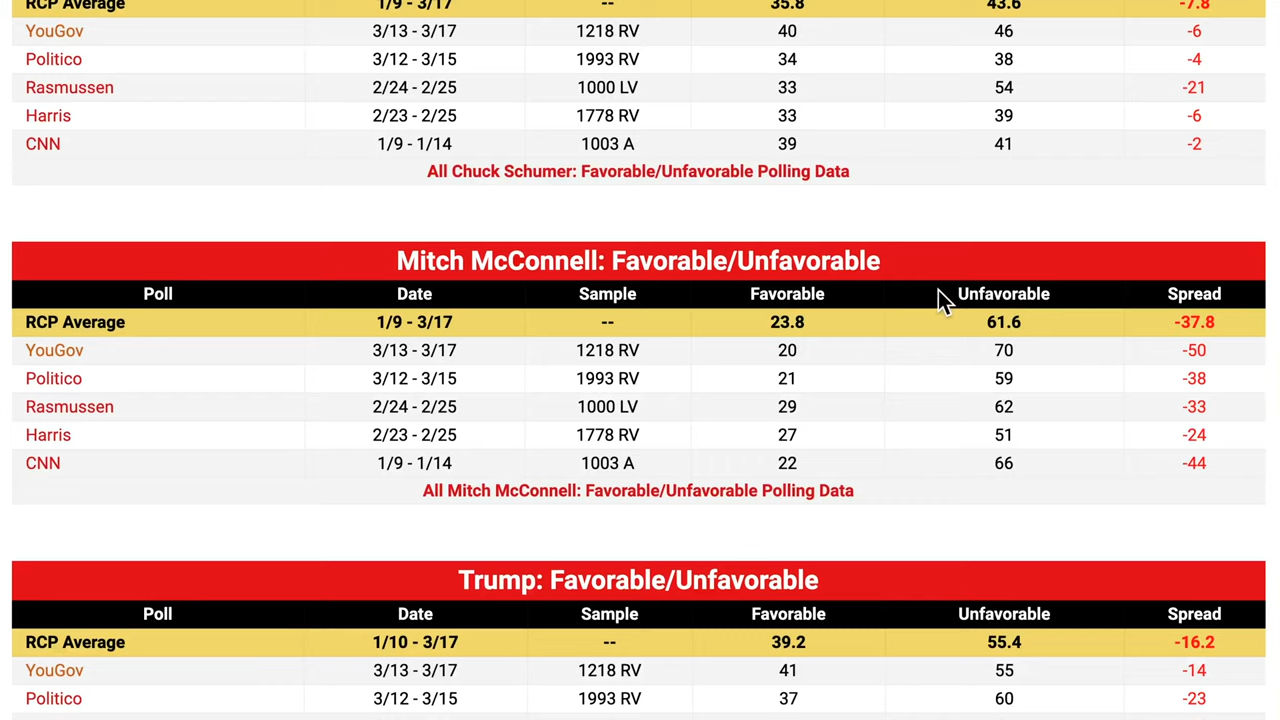 RCP Average 1/9 - 3/17 -- 35.8 43.6 -7.8
YouGov 3/13 - 3/17 1218 RV 40 46 -6
Politico 3/12 - 3/15 1993 RV 34 38 -4
Rasmussen 2/24 - 2/25 1000 LV 33 54 -21
Harris 2/23 - 2/25 1778 RV 33 39 -6
CNN 1/9 - 1/14 1003 A 39 41 -2
All Chuck Schumer: Favorable/Unfavorable Polling Data
Mitch McConnell: Favorable/Unfavorable
Poll Date Sample Favorable Unfavorable Spread
RCP Average 1/9 - 3/17 -- 23.8 61.6 -37.8
YouGov 3/13 - 3/17 1218 RV 20 70 -50
Politico 3/12 - 3/15 1993 RV 21 59 -38
Rasmussen 2/24 - 2/25 1000 LV 29 62 -33
Harris 2/23 - 2/25 1778 RV 27 51 -24
CNN 1/9 - 1/14 1003 A 22 66 -44
All Mitch McConnell: Favorable/Unfavorable Polling Data
Trump: Favorable/Unfavorable
Poll Date Sample Favorable Unfavorable Spread
RCP Average 1/10 - 3/17 -- 39.2 55.4 -16.2
YouGov 3/13 - 3/17 1218 RV 41 55 -14
Politico 3/12 - 3/15 1993 RV 37 60 -23